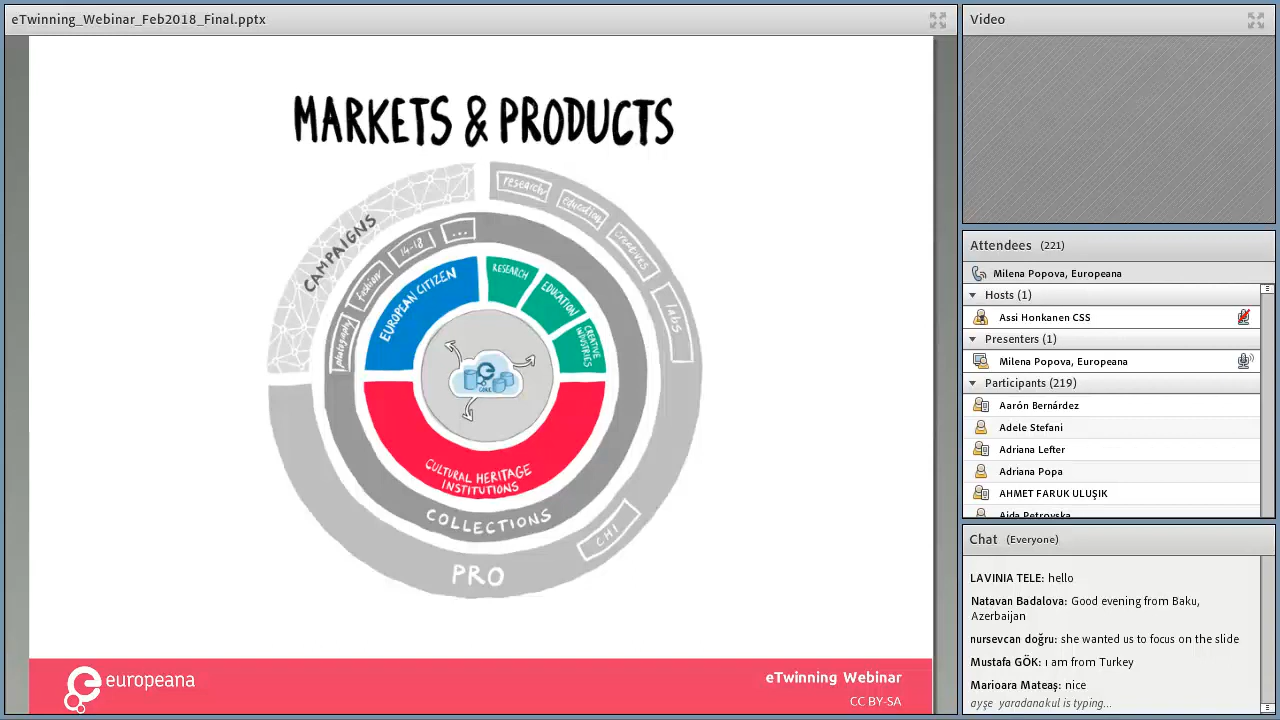 eTwinning_Webinar_Feb2018_Final.pptx
MARKETS & PRODUCTS
CAMPAIGNS
research
education
creatives
labs
photography
fashion
14-18
...
EUROPEAN CITIZEN
RESEARCH
EDUCATION
CREATIVE
INDUSTRIES
CORE
CULTURAL HERITAGE
INSTITUTIONS
COLLECTIONS
CHI
PRO
europeana
eTwinning Webinar
CC BY-SA
Video
Attendees (221)
Milena Popova, Europeana
Hosts (1)
Assi Honkanen CSS
Presenters (1)
Milena Popova, Europeana
Participants (219)
Aarón Bernárdez
Adele Stefani
Adriana Lefter
Adriana Popa
AHMET FARUK ULUŞIK
Aida Petrovska
Chat (Everyone)
LAVINIA TELE: hello
Natavan Badalova: Good evening from Baku,
Azerbaijan
nursevcan doğru: she wanted us to focus on the slide
Mustafa GÖK: ı am from Turkey
Marioara Mateaş: nice
ayşe yaradanakul is typing...